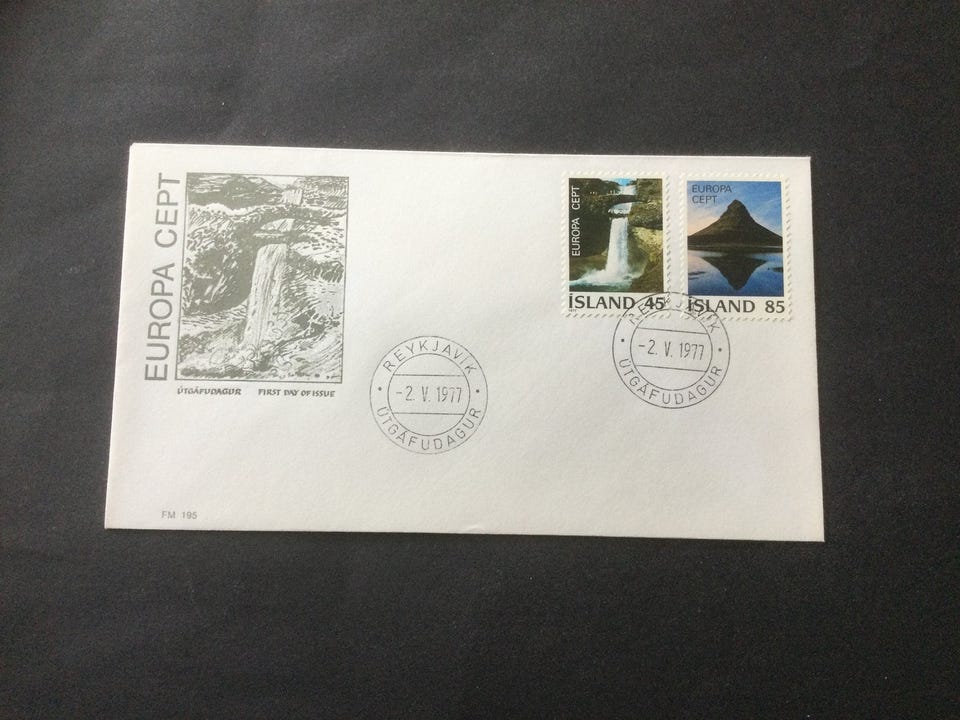 EUROPA CEPT
ÚTGÁFUDAGUR FIRST DAY OF ISSUE
FM 195
REYKJAVÍK
-2. V. 1977
ÚTGÁFUDAGUR
EUROPA CEPT
ÍSLAND 45
EUROPA
CEPT
ÍSLAND 85
REYKJAVÍK
-2. V. 1977
ÚTGÁFUDAGUR